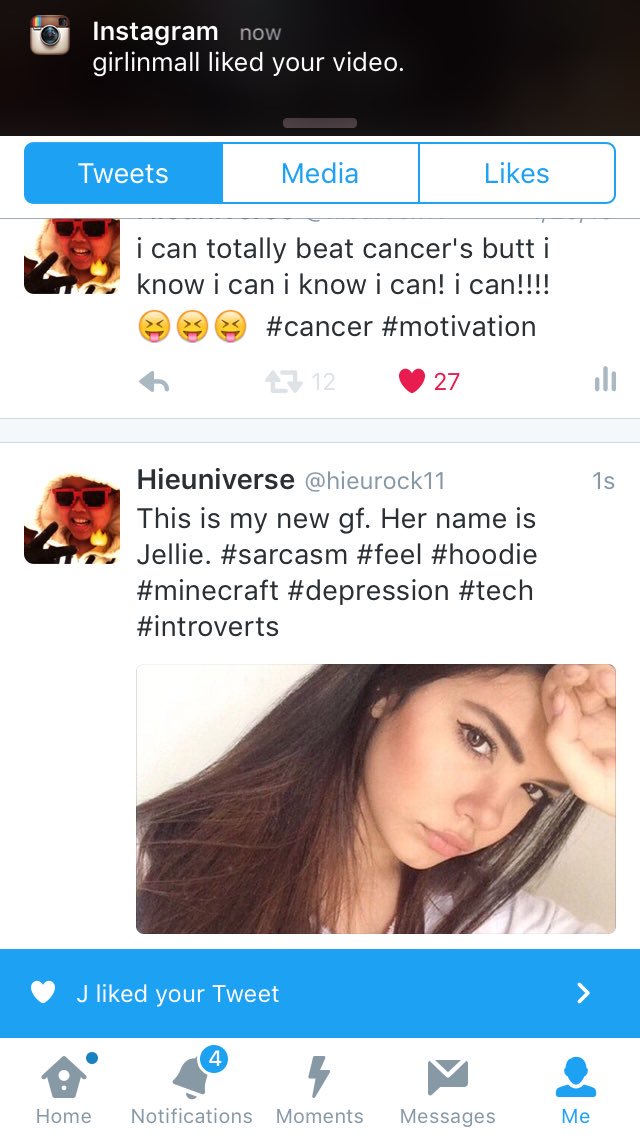 Instagram now
girlinmall liked your video.
Tweets Media Likes
i can totally beat cancer's butt i
know i can i know i can! i can!!!!
😝😝😝 #cancer #motivation
12 27
Hieuniverse @hieurock11 1s
This is my new gf. Her name is
Jellie. #sarcasm #feel #hoodie
#minecraft #depression #tech
#introverts
J liked your Tweet
4
Home Notifications Moments Messages Me